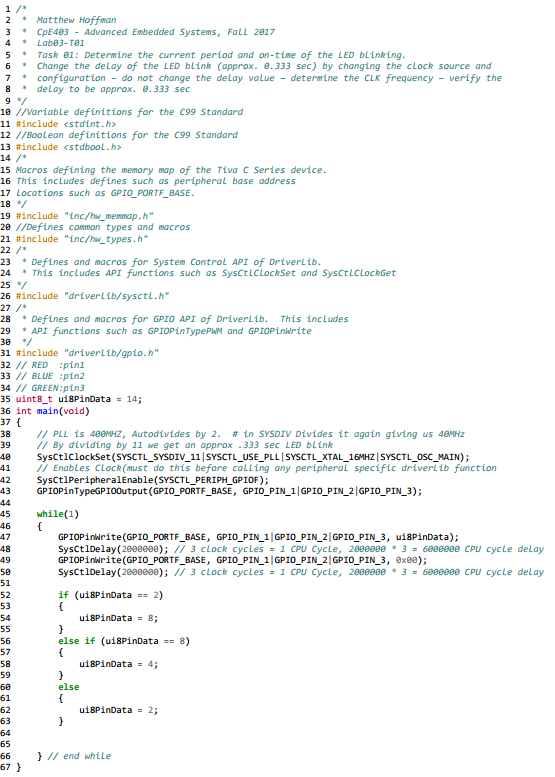 1 /*
2  *  Matthew Hoffman
3  *  CpE403 - Advanced Embedded Systems, Fall 2017
4  *  Lab03-T01
5  *  Task 01: Determine the current period and on-time of the LED blinking.
6  *  Change the delay of the LED blink (approx. 0.333 sec) by changing the clock source and
7  *  configuration – do not change the delay value – determine the CLK frequency – verify the
8  *  delay to be approx. 0.333 sec
9 */
10 //Variable definitions for the C99 Standard
11 #include <stdint.h>
12 //Boolean definitions for the C99 Standard
13 #include <stdbool.h>
14 /*
15 Macros defining the memory map of the Tiva C Series device.
16 This includes defines such as peripheral base address
17 locations such as GPIO_PORTF_BASE.
18 */
19 #include "inc/hw_memmap.h"
20 //Defines common types and macros
21 #include "inc/hw_types.h"
22 /*
23  * Defines and macros for System Control API of DriverLib.
24  * This includes API functions such as SysCtlClockSet and SysCtlClockGet
25 */
26 #include "driverlib/sysctl.h"
27 /*
28  * Defines and macros for GPIO API of DriverLib.  This includes
29  * API functions such as GPIOPinTypePWM and GPIOPinWrite
30  */
31 #include "driverlib/gpio.h"
32 // RED  :pin1
33 // BLUE :pin2
34 // GREEN:pin3
35 uint8_t ui8PinData = 14;
36 int main(void)
37 {
38     // PLL is 400MHZ, Autodivides by 2.  # in SYSDIV Divides it again giving us 40MHz
39     // By dividing by 11 we get an approx .333 sec LED blink
40     SysCtlClockSet(SYSCTL_SYSDIV_11|SYSCTL_USE_PLL|SYSCTL_XTAL_16MHZ|SYSCTL_OSC_MAIN);
41     // Enables Clock(must do this before calling any peripheral specific driverLib function
42     SysCtlPeripheralEnable(SYSCTL_PERIPH_GPIOF);
43     GPIOPinTypeGPIOOutput(GPIO_PORTF_BASE, GPIO_PIN_1|GPIO_PIN_2|GPIO_PIN_3);
44
45     while(1)
46     {
47         GPIOPinWrite(GPIO_PORTF_BASE, GPIO_PIN_1|GPIO_PIN_2|GPIO_PIN_3, ui8PinData);
48         SysCtlDelay(2000000); // 3 clock cycles = 1 CPU Cycle, 2000000 * 3 = 6000000 CPU cycle delay
49         GPIOPinWrite(GPIO_PORTF_BASE, GPIO_PIN_1|GPIO_PIN_2|GPIO_PIN_3, 0x00);
50         SysCtlDelay(2000000); // 3 clock cycles = 1 CPU Cycle, 2000000 * 3 = 6000000 CPU cycle delay
51
52         if (ui8PinData == 2)
53         {
54             ui8PinData = 8;
55         }
56         else if (ui8PinData == 8)
57         {
58             ui8PinData = 4;
59         }
60         else
61         {
62             ui8PinData = 2;
63         }
64
65
66     } // end while
67 }